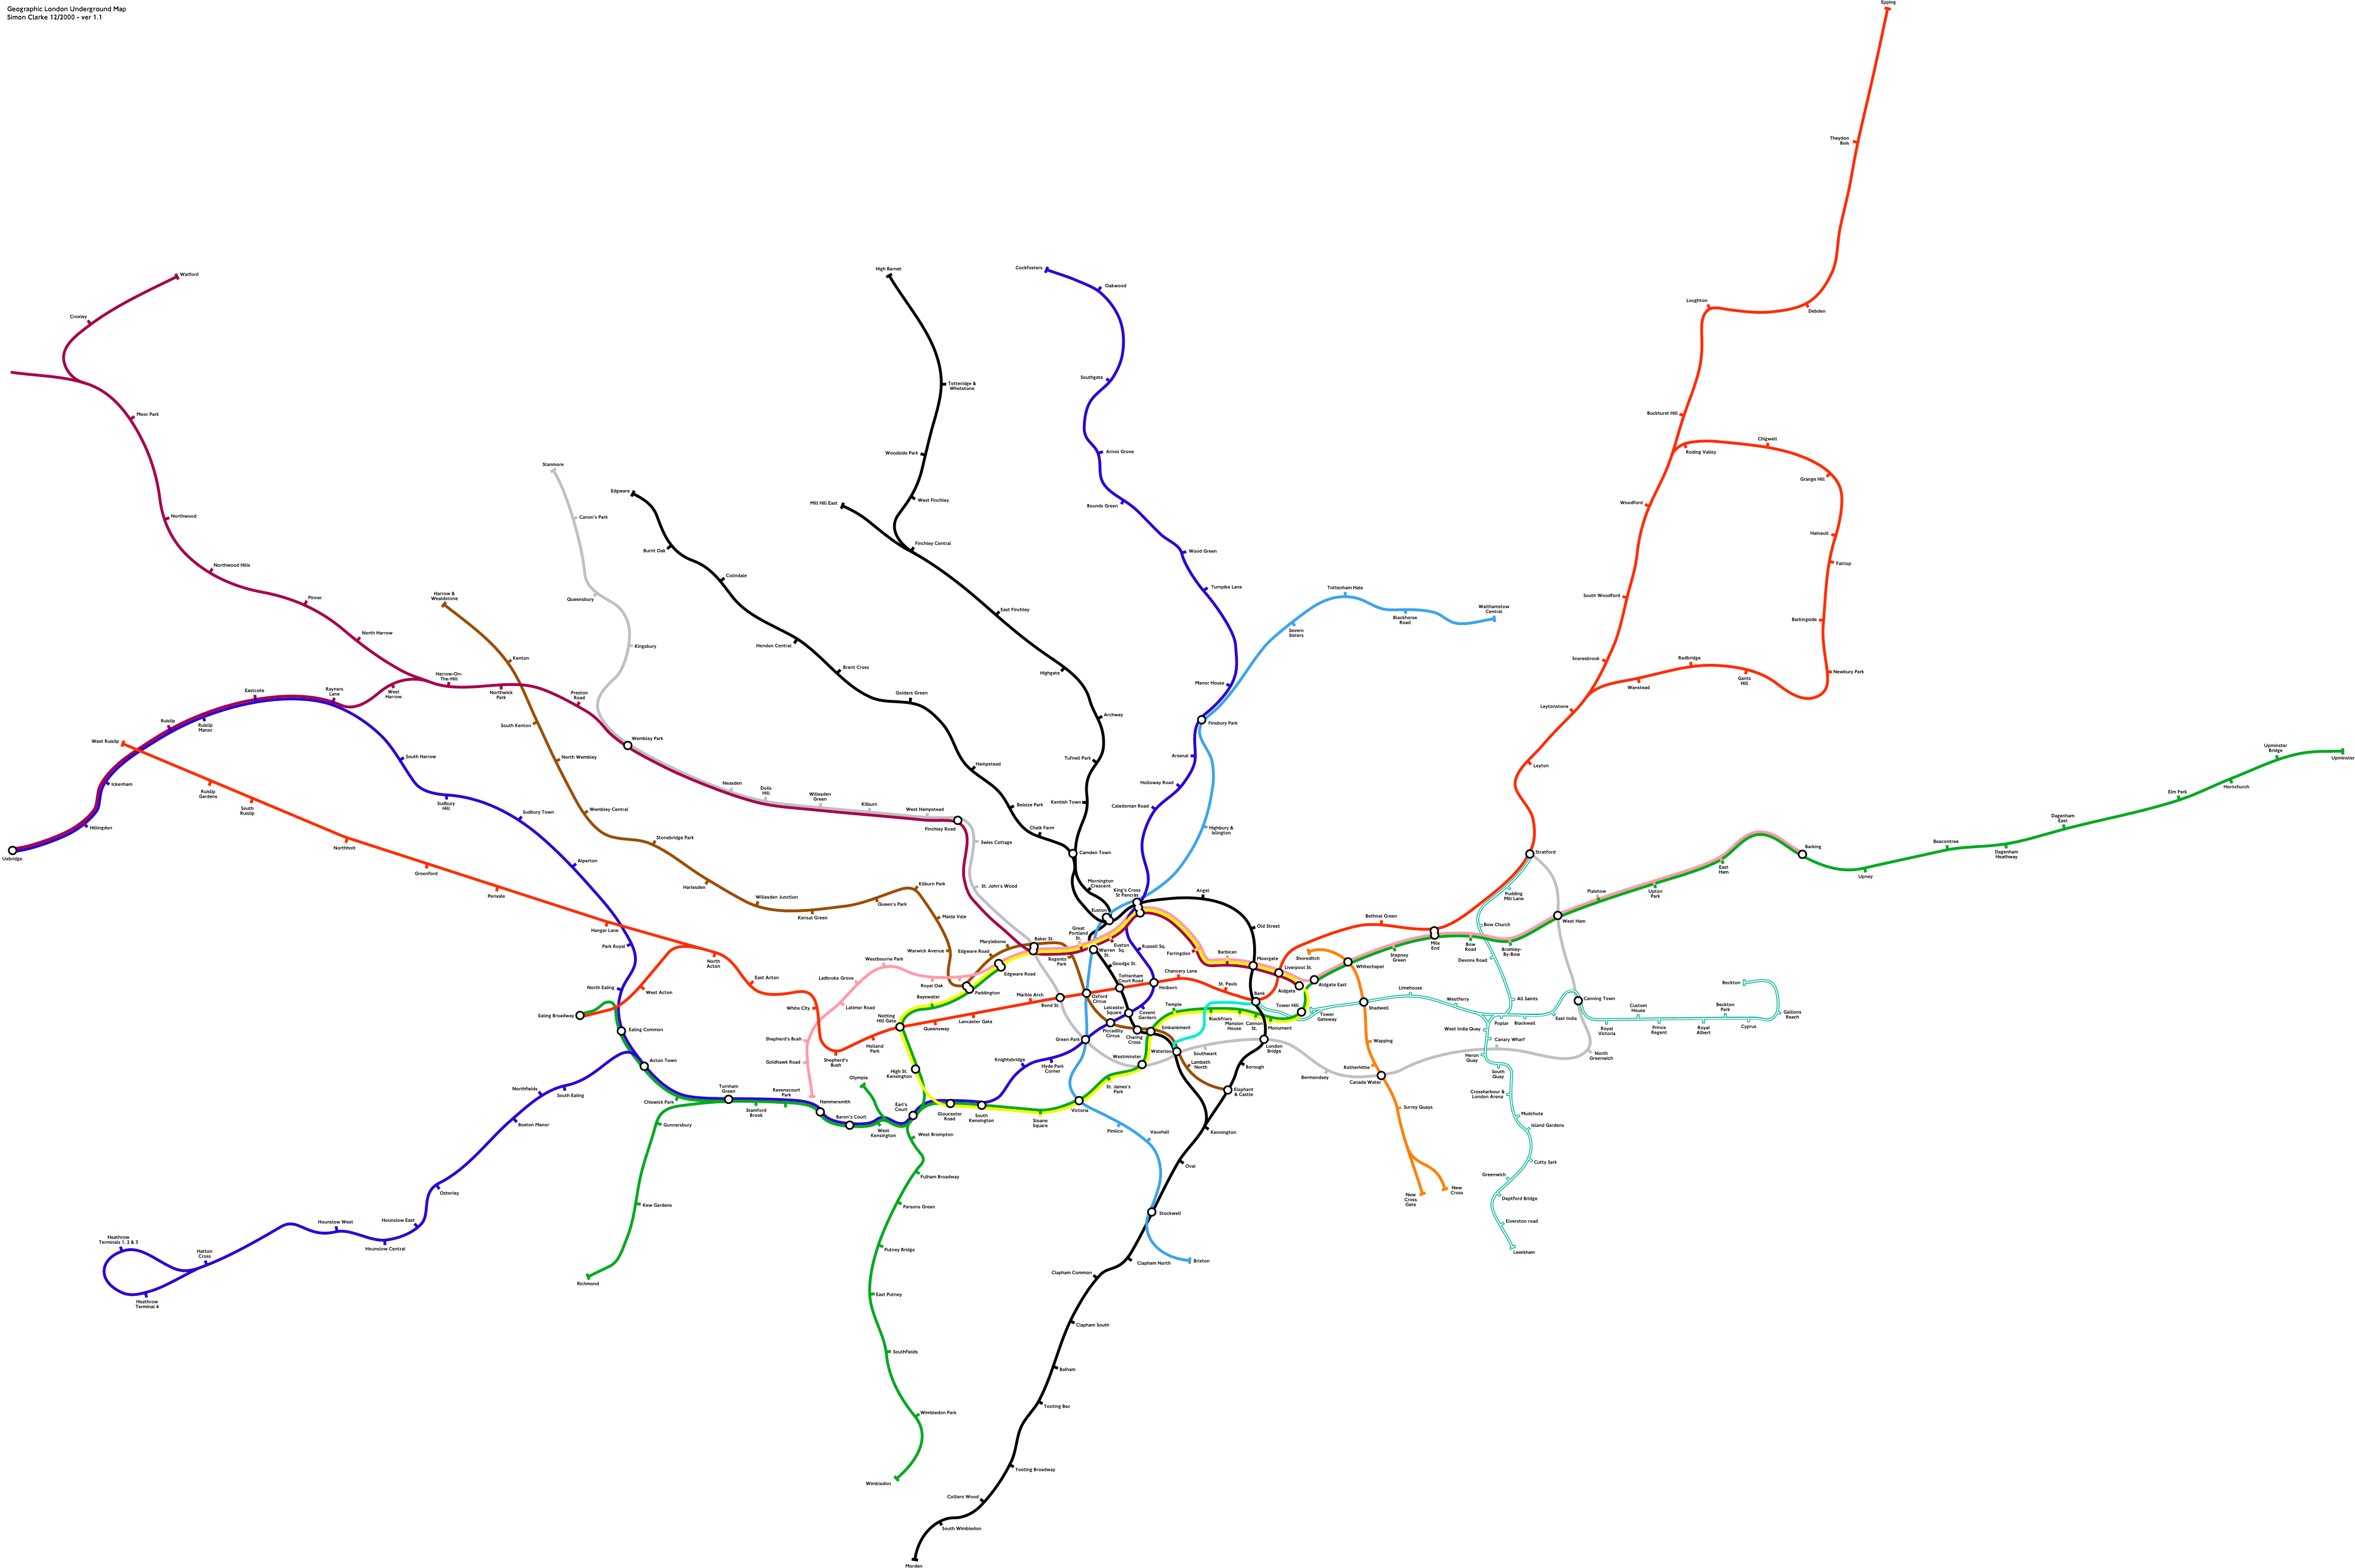 Geographic London Underground Map
Simon Clarke 12/2000 - ver 1.1
Epping
Theydon
Bois
Debden
Loughton
Buckhurst Hill
Roding Valley
Chigwell
Grange Hill
Hainault
Fairlop
Barkingside
Newbury Park
Gants
Hill
Redbridge
Wanstead
Woodford
South Woodford
Snaresbrook
Leytonstone
Leyton
Stratford
Watford
Croxley
Moor Park
Northwood
Northwood Hills
Pinner
North Harrow
Harrow-On-
The-Hill
Northwick
Park
Preston
Road
Wembley Park
West
Harrow
Rayners
Lane
Eastcote
Ruislip
Manor
Ruislip
Ickenham
Hillingdon
Uxbridge
West Ruislip
Ruislip
Gardens
South
Ruislip
Northholt
Greenford
Perivale
Hangar Lane
North
Acton
East Acton
White City
Shepherd's
Bush
Holland
Park
Notting
Hill Gate
Queensway
Lancaster Gate
Marble Arch
Bond St.
Oxford
Circus
Tottenham
Court Road
Holborn
Chancery Lane
St. Pauls
Bank
Liverpool St.
Bethnal Green
Mile
End
West Acton
Ealing Broadway
South Harrow
Sudbury
Hill
Sudbury Town
Alperton
Park Royal
North Ealing
Ealing Common
Acton Town
South Ealing
Northfields
Boston Manor
Osterley
Hounslow East
Hounslow Central
Hounslow West
Hatton
Cross
Heathrow
Terminals 1, 2 & 3
Heathrow
Terminal 4
Stanmore
Canon's Park
Queensbury
Kingsbury
Neasden
Dolis
Hill
Willesden
Green
Kilburn
West Hampstead
Finchley Road
Swiss Cottage
St. John's Wood
Baker St.
Harrow &
Wealdstone
Kenton
South Kenton
North Wembley
Wembley Central
Stonebridge Park
Harlesden
Willesden Junction
Kensal Green
Queen's Park
Kilburn Park
Maida Vale
Warwick Avenue
Paddington
Edgware Road
Marylebone
Regents
Park
Edgware Road
Edgware
Burnt Oak
Colindale
Hendon Central
Brent Cross
Golders Green
Hampstead
Belsize Park
Chalk Farm
Camden Town
High Barnet
Totteridge &
Whetstone
Woodside Park
West Finchley
Mill Hill East
Finchley Central
East Finchley
Highgate
Archway
Tufnell Park
Kentish Town
Mornington
Crescent
Euston
King's Cross
St Pancras
Angel
Old Street
Moorgate
Cockfosters
Oakwood
Southgate
Arnos Grove
Bounds Green
Wood Green
Turnpike Lane
Manor House
Finsbury Park
Arsenal
Holloway Road
Caledonian Road
Russell Sq.
Tottenham Hale
Severn
Sisters
Blackhorse
Road
Walthamstow
Central
Highbury &
Islington
Great
Portland
St.
Warren
St.
Euston
Sq.
Goodge St.
Farringdon
Barbican
Aldgate
Aldgate East
Leicester
Square
Covent
Garden
Piccadilly
Circus
Charing
Cross
Embankment
Temple
Blackfriars
Mansion
House
Cannon
St.
Monument
Tower Hill
Tower
Gateway
Green Park
Hyde Park
Corner
Knightsbridge
Westminster
St. James's
Park
Victoria
Sloane
Square
South
Kensington
Gloucester
Road
Earl's
Court
High St.
Kensington
Bayswater
Royal Oak
Westbourne Park
Ladbroke Grove
Latimer Road
Shepherd's Bush
Goldhawk Road
Hammersmith
Olympia
Baron's Court
West
Kensington
Ravenscourt
Park
Stamford
Brook
Turnham
Green
Chiswick Park
Gunnersbury
Kew Gardens
Richmond
West Brompton
Fulham Broadway
Parsons Green
Putney Bridge
East Putney
Southfields
Wimbledon Park
Wimbledon
Waterloo
Southwark
Lambeth
North
Elephant
& Castle
Borough
London
Bridge
Bermondsey
Canada Water
Rotherhithe
Wapping
Shadwell
Whitechapel
Shoreditch
Surrey Quays
New
Cross
Gate
New
Cross
Pimlico
Vauxhall
Kennington
Oval
Stockwell
Brixton
Clapham North
Clapham Common
Clapham South
Balham
Tooting Bec
Tooting Broadway
Colliers Wood
South Wimbledon
Morden
Stepney
Green
Bow
Road
Bromley-
By-Bow
West Ham
Plaistow
Upton
Park
East
Ham
Barking
Upney
Beacontree
Dagenham
Heathway
Dagenham
East
Elm Park
Hornchurch
Upminster
Bridge
Upminster
Pudding
Mill Lane
Bow Church
Devons Road
All Saints
Limehouse
Westferry
Poplar
Blackwall
East India
Canning Town
Royal
Victoria
Custom
House
Prince
Regent
Royal
Albert
Beckton
Park
Cyprus
Gallions
Reach
Beckton
West India Quay
Canary Wharf
Heron
Quay
South
Quay
North
Greenwich
Crossharbour &
London Arena
Mudchute
Island Gardens
Cutty Sark
Greenwich
Deptford Bridge
Elverston road
Lewisham